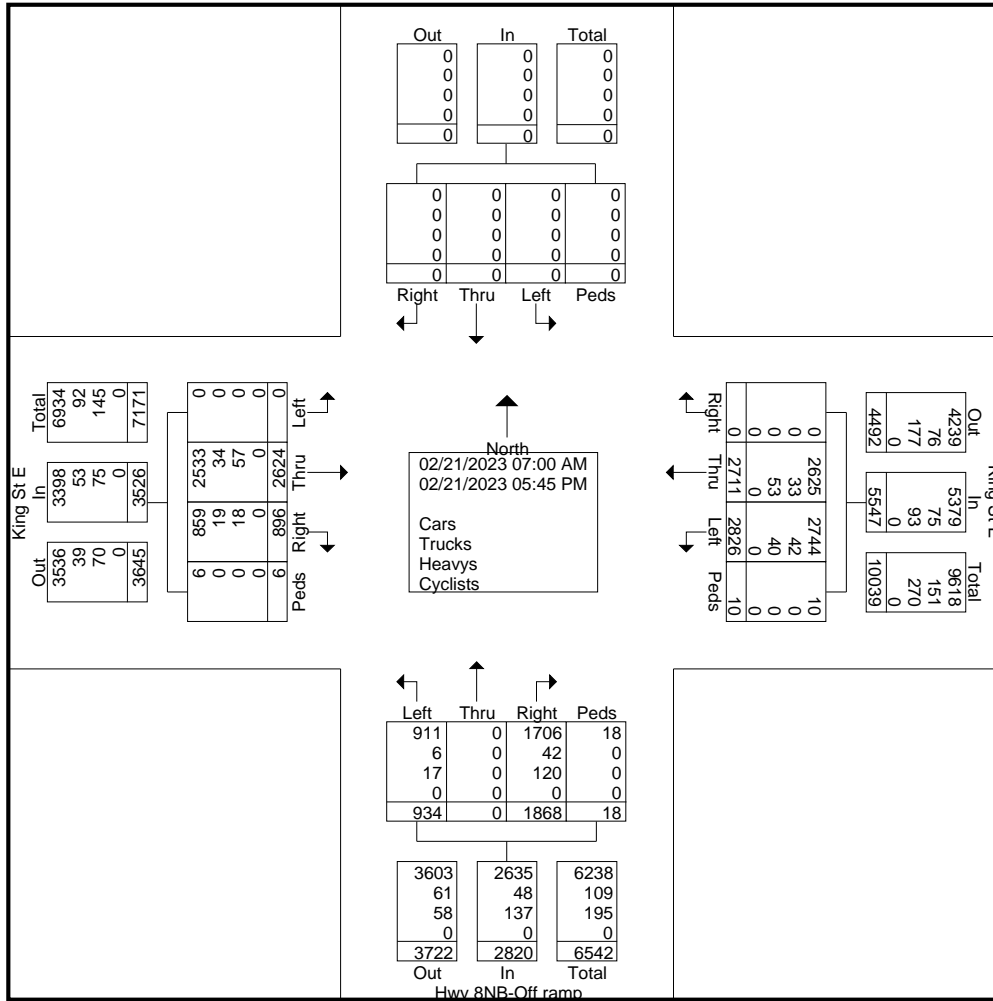 Out In Total
0 0 0
0 0 0
0 0 0
0 0 0
0 0 0
0 0 0 0
0 0 0 0
0 0 0 0
0 0 0 0
0 0 0 0
Right Thru Left Peds
King St E
Out In Total
3536 3398 6934
39 53 92
70 75 145
0 0 0
3645 3526 7171
Peds Right Thru Left
6 859 2533 0
0 19 34 0
0 18 57 0
0 0 0 0
6 896 2624 0
North
02/21/2023 07:00 AM
02/21/2023 05:45 PM
Cars
Trucks
Heavys
Cyclists
Right Thru Left Peds
0 2625 2744 10
0 33 42 0
0 53 40 0
0 0 0 0
0 2711 2826 10
Out In Total
4239 5379 9618
76 75 151
177 93 270
0 0 0
4492 5547 10039
Left Thru Right Peds
911 0 1706 18
6 0 42 0
17 0 120 0
0 0 0 0
934 0 1868 18
3603 2635 6238
61 48 109
58 137 195
0 0 0
3722 2820 6542
Out In Total
Hwy 8NB-Off ramp